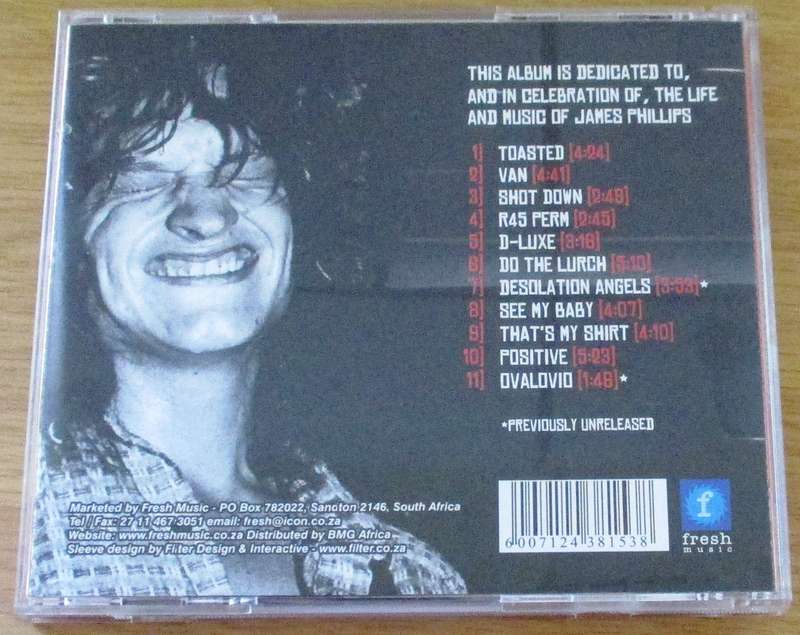 THIS ALBUM IS DEDICATED TO,
AND IN CELEBRATION OF, THE LIFE
AND MUSIC OF JAMES PHILLIPS
1] TOASTED [4:24]
2] VAN [4:41]
3] SHOT DOWN [2:49]
4] R45 PERM [2:45]
5] D-LUXE [3:16]
6] DO THE LURCH [5:10]
7] DESOLATION ANGELS [5:53]*
8] SEE MY BABY [4:07]
9] THAT'S MY SHIRT [4:10]
10] POSITIVE [5:23]
11] OVALOVIO [1:48]*
*PREVIOUSLY UNRELEASED
Marketed by Fresh Music - PO Box 782022, Sancton 2146, South Africa
Tel / Fax: 27 11 467 3051 email: fresh@icon.co.za
Website: www.freshmusic.co.za Distributed by BMG Africa
Sleeve design by Filter Design & Interactive - www.filter.co.za
6007124381538
f
fresh
music